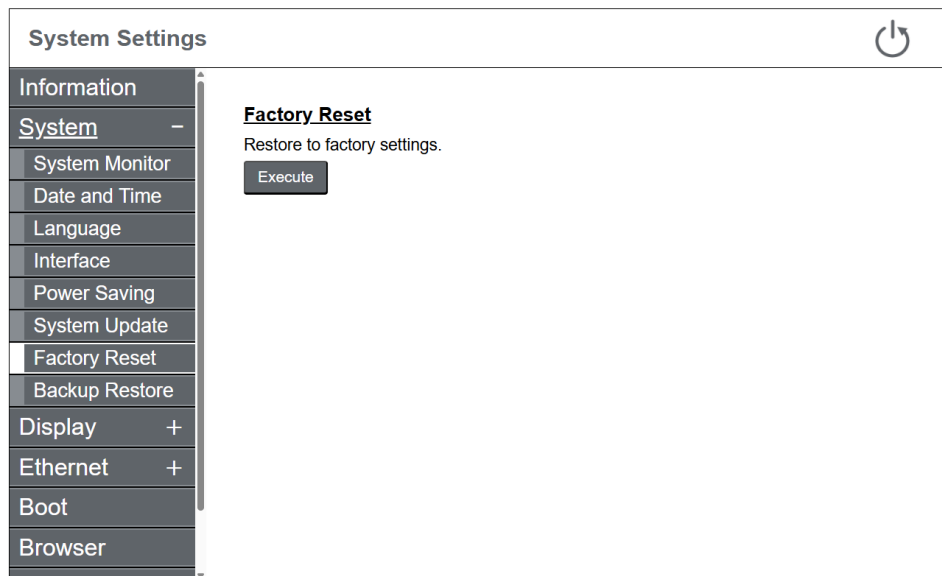 System Settings
Information
System −
System Monitor
Date and Time
Language
Interface
Power Saving
System Update
Factory Reset
Backup Restore
Display +
Ethernet +
Boot
Browser
Factory Reset
Restore to factory settings.
Execute